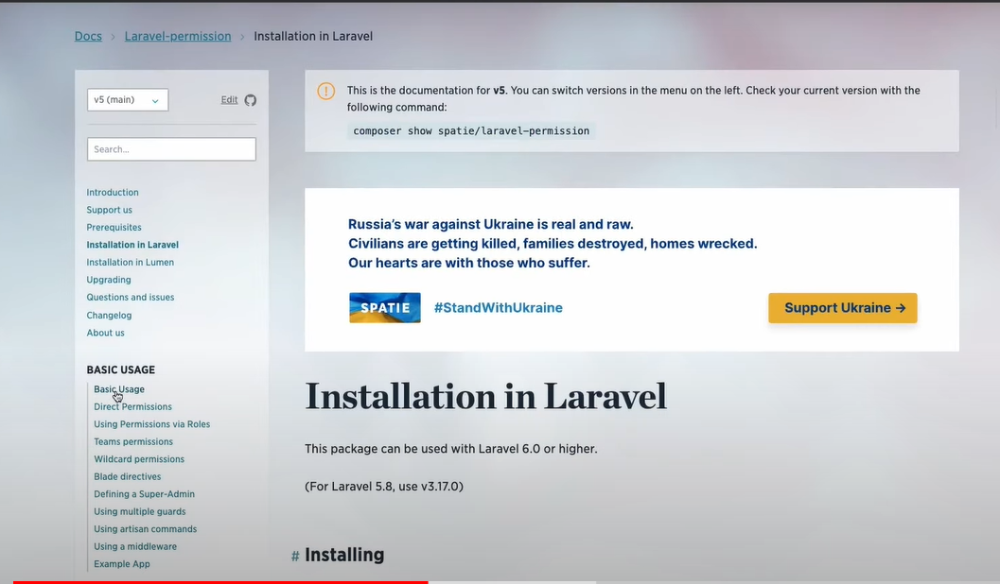 Docs > Laravel-permission > Installation in Laravel
v5 (main)
Edit
Search...
Introduction
Support us
Prerequisites
Installation in Laravel
Installation in Lumen
Upgrading
Questions and issues
Changelog
About us
BASIC USAGE
Basic Usage
Direct Permissions
Using Permissions via Roles
Teams permissions
Wildcard permissions
Blade directives
Defining a Super-Admin
Using multiple guards
Using artisan commands
Using a middleware
Example App
This is the documentation for v5. You can switch versions in the menu on the left. Check your current version with the
following command:
composer show spatie/laravel-permission
Russia's war against Ukraine is real and raw.
Civilians are getting killed, families destroyed, homes wrecked.
Our hearts are with those who suffer.
SPATIE #StandWithUkraine
Support Ukraine →
Installation in Laravel
This package can be used with Laravel 6.0 or higher.
(For Laravel 5.8, use v3.17.0)
# Installing